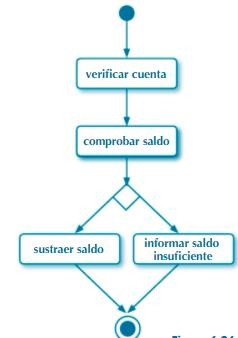 verificar cuenta
comprobar saldo
sustraer saldo
informar saldo
insuficiente